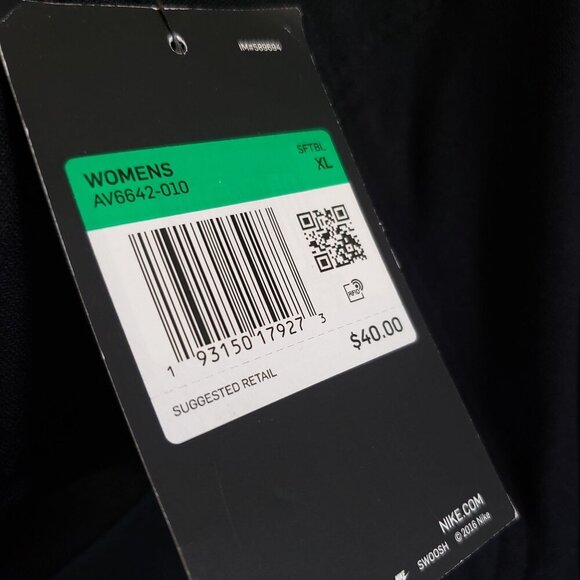 IM#589694
WOMENS
SFTBL
AV6642-010
XL
RFID
1 93150 17927 3
$40.00
SUGGESTED RETAIL
NIKE.COM
SWOOSH © 2016 Nike